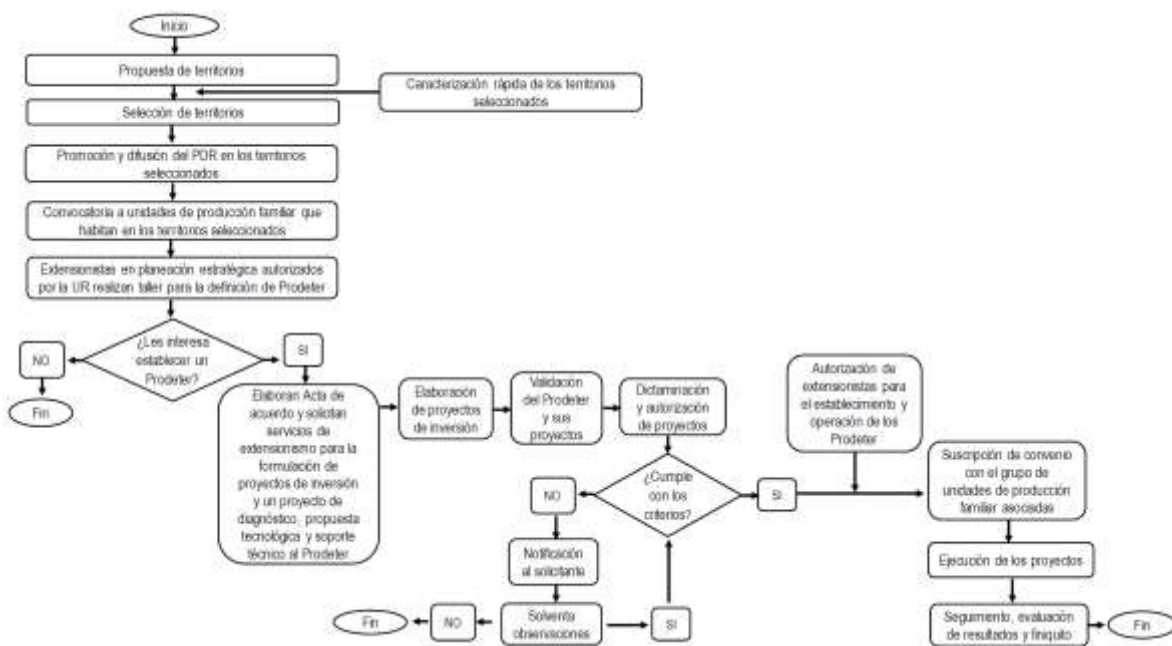 Inicio
Propuesta de territorios
Caracterización rápida de los territorios
seleccionados
Selección de territorios
Promoción y difusión del PDR en los territorios
seleccionados
Convocatoria a unidades de producción familiar que
habitan en los territorios seleccionados
Extensionistas en planeación estratégica autorizados
por la UR realizan taller para la definición de Prodeter
¿Les interesa
establecer un
Prodeter?
NO
Fin
SI
Elaboran Acta de
acuerdo y solicitan
servicios de
extensionismo para la
formulación de
proyectos de inversión
y un proyecto de
diagnóstico, propuesta
tecnológica y soporte
técnico al Prodeter
Elaboración
de proyectos
de inversión
Validación
del Prodeter
y sus
proyectos
Dictaminación
y autorización
de proyectos
¿Cumple
con los
criterios?
NO
Notificación
al solicitante
Solventa
observaciones
NO
Fin
SI
SI
Autorización de
extensionistas para
el establecimiento y
operación de los
Prodeter
Suscripción de convenio
con el grupo de
unidades de producción
familiar asociadas
Ejecución de los proyectos
Seguimiento, evaluación
de resultados y finiquito
Fin